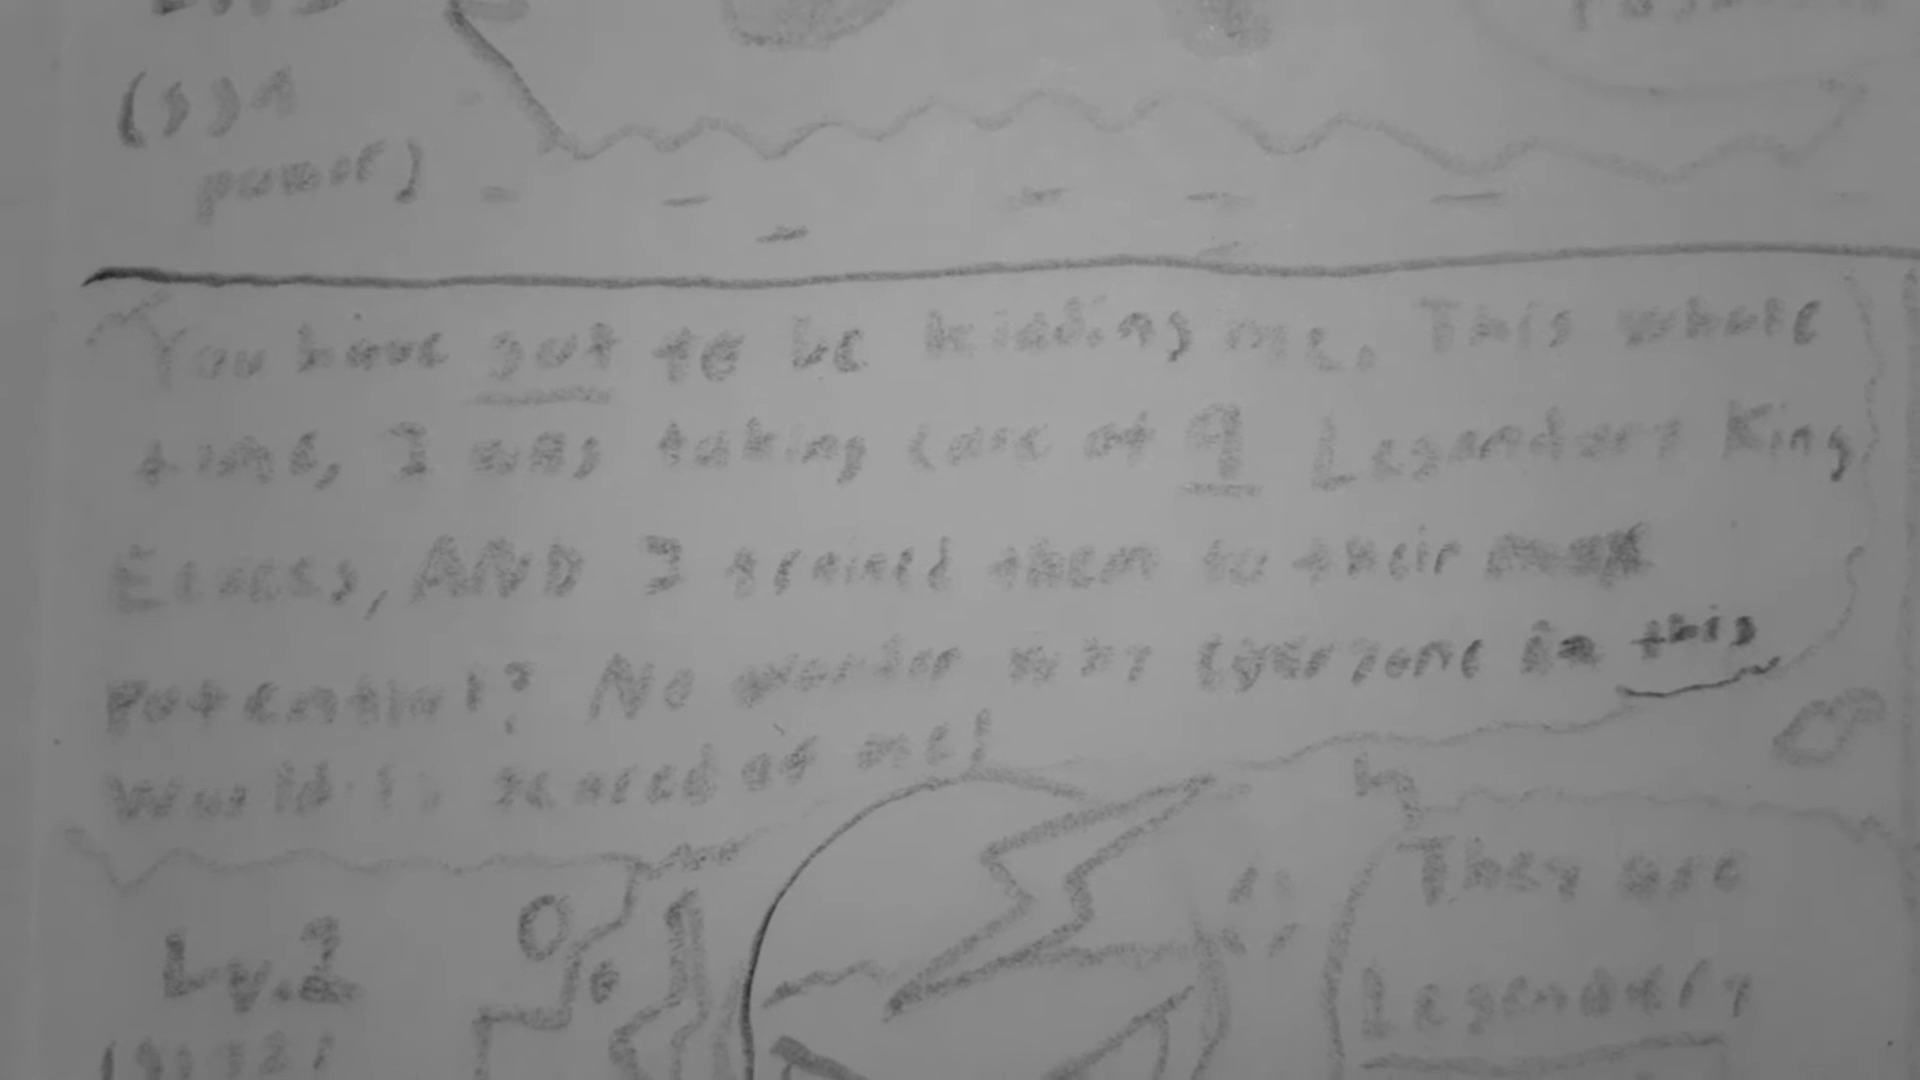 power)
You have got to be kidding me. This whole
time, I was taking care of 9 Legendary King
AND I trained them to their max
Potential? No wonder why everyone in this
World is scared of me!
They are
Lv.2
Legendary